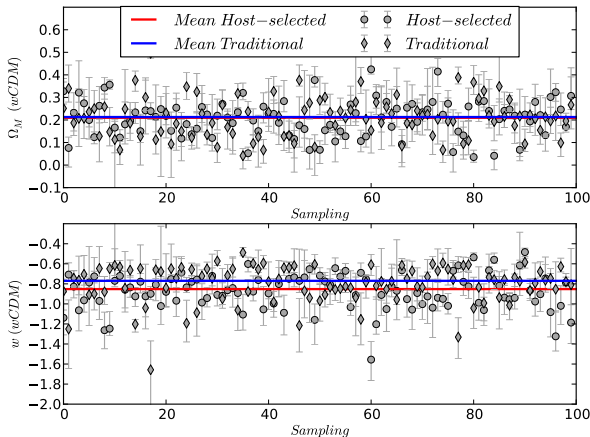 Mean Host−selected
Host−selected
Mean Traditional
Traditional
Ω_M (wCDM)
0.6
0.5
0.4
0.3
0.2
0.1
0.0
−0.1
0 20 40 60 80 100
Sampling
w (wCDM)
−0.4
−0.6
−0.8
−1.0
−1.2
−1.4
−1.6
−1.8
−2.0
0 20 40 60 80 100
Sampling